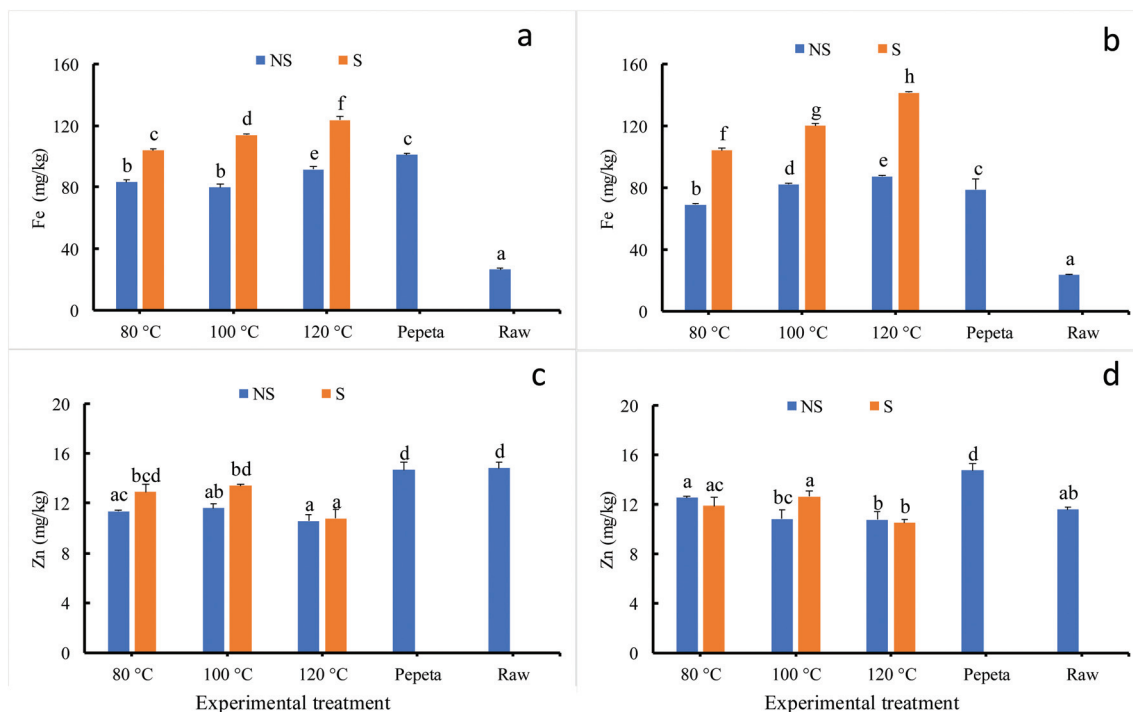 a
NS S
160
120
80
40
0
Fe (mg/kg)
b c b d e f c a
80 °C 100 °C 120 °C Pepeta Raw
b
NS S
160
120
80
40
0
Fe (mg/kg)
b f d g e h c a
80 °C 100 °C 120 °C Pepeta Raw
c
NS S
20
16
12
8
4
0
Zn (mg/kg)
ac bcd ab bd a a d d
80 °C 100 °C 120 °C Pepeta Raw
Experimental treatment
d
NS S
20
16
12
8
4
0
Zn (mg/kg)
a ac bc a b b d ab
80 °C 100 °C 120 °C Pepeta Raw
Experimental treatment